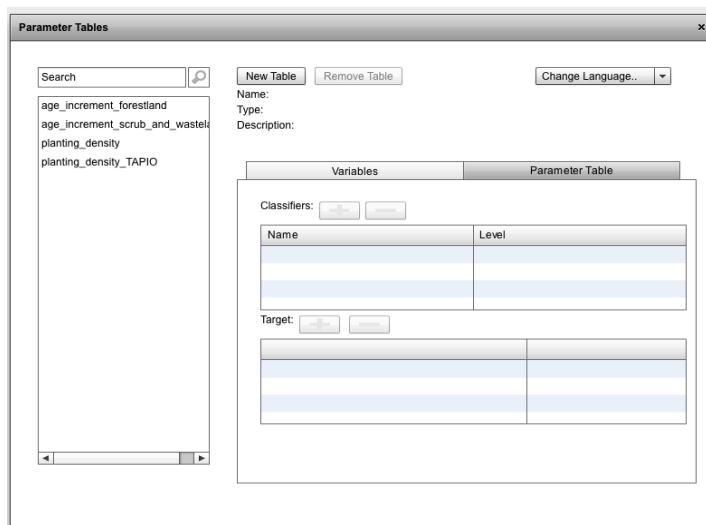 Parameter Tables
×
Search
age_increment_forestland
age_increment_scrub_and_wastela
planting_density
planting_density_TAPIO
New Table
Remove Table
Change Language..
Name:
Type:
Description:
Variables
Parameter Table
Classifiers:
Name
Level
Target: